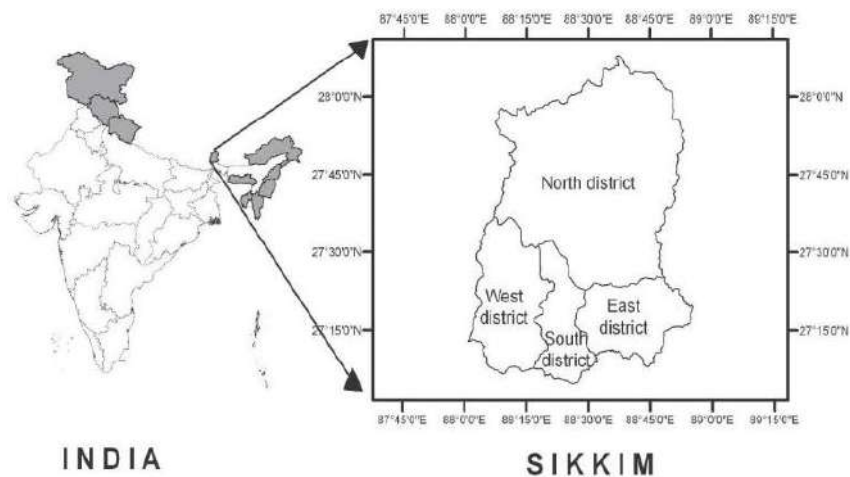 87°45'0"E 88°0'0"E 88°15'0"E 88°30'0"E 88°45'0"E 89°0'0"E 89°15'0"E
28°0'0"N 28°0'0"N
27°45'0"N 27°45'0"N
North district
27°30'0"N 27°30'0"N
West
district
East
district
27°15'0"N 27°15'0"N
South
district
87°45'0"E 88°0'0"E 88°15'0"E 88°30'0"E 88°45'0"E 89°0'0"E 89°15'0"E
INDIA
SIKKIM